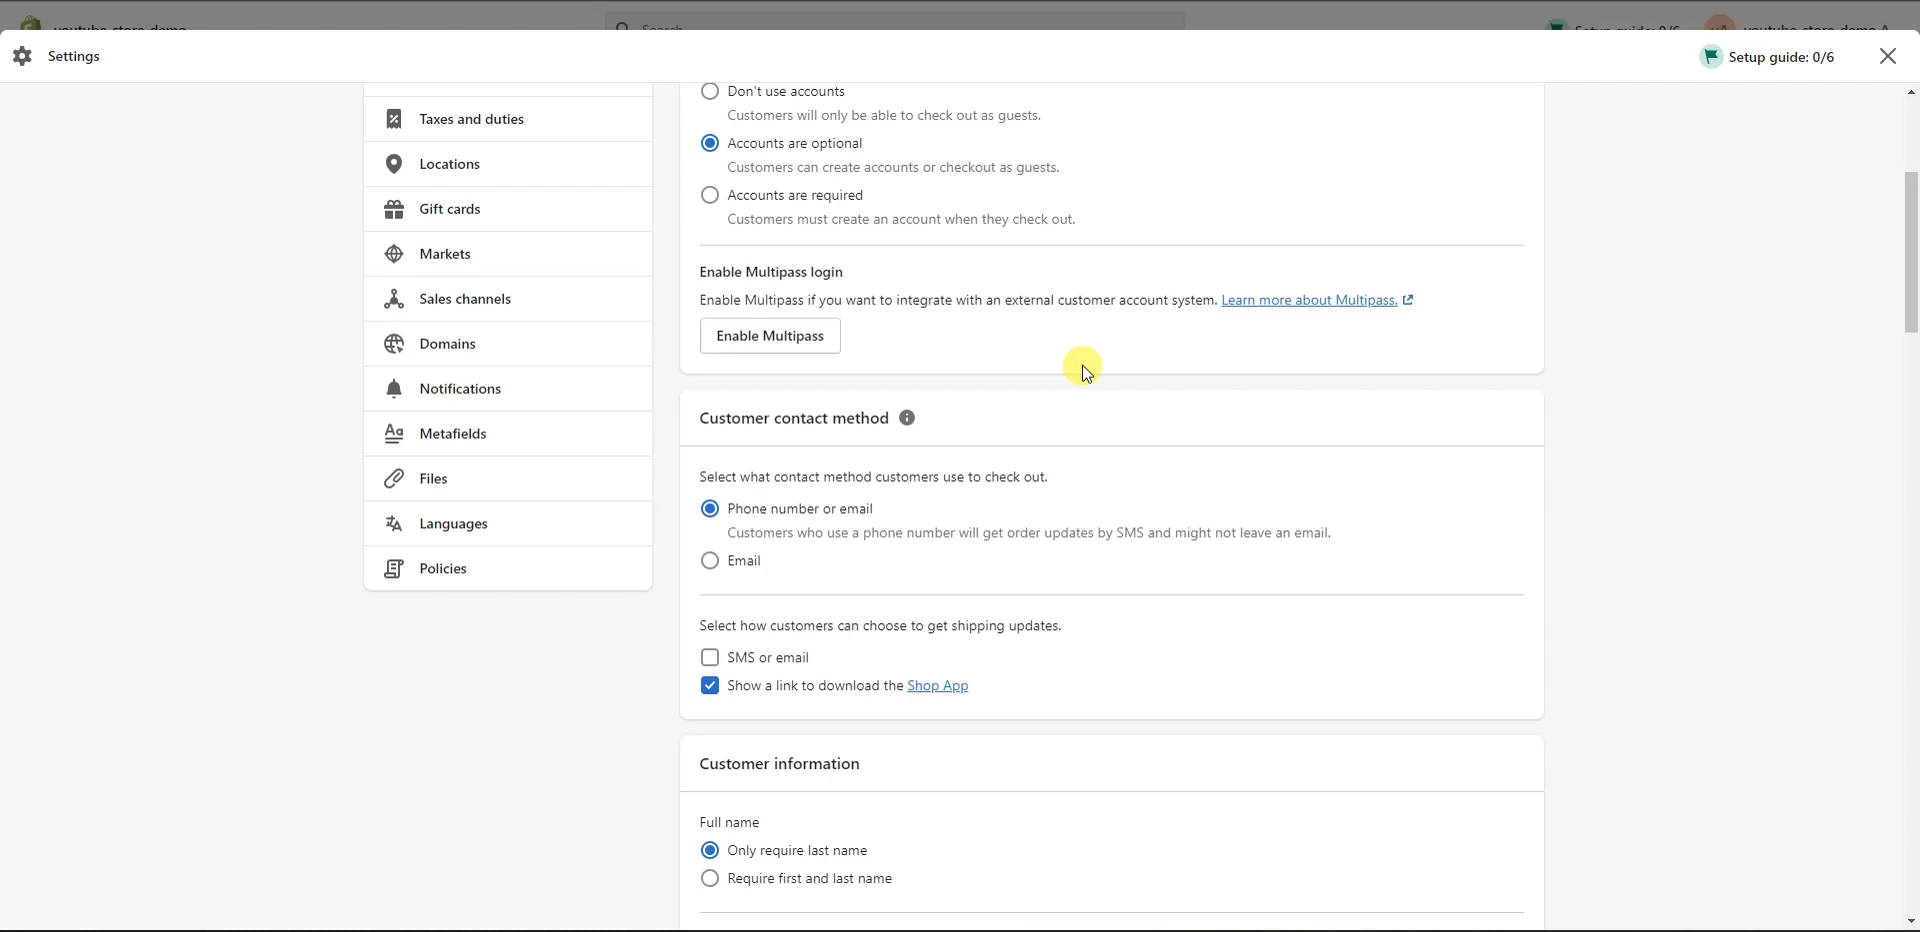 Settings
Setup guide: 0/6
Taxes and duties
Locations
Gift cards
Markets
Sales channels
Domains
Notifications
Metafields
Files
Languages
Policies
Don't use accounts
Customers will only be able to check out as guests.
Accounts are optional
Customers can create accounts or checkout as guests.
Accounts are required
Customers must create an account when they check out.
Enable Multipass login
Enable Multipass if you want to integrate with an external customer account system. Learn more about Multipass.
Enable Multipass
Customer contact method
Select what contact method customers use to check out.
Phone number or email
Customers who use a phone number will get order updates by SMS and might not leave an email.
Email
Select how customers can choose to get shipping updates.
SMS or email
Show a link to download the Shop App
Customer information
Full name
Only require last name
Require first and last name